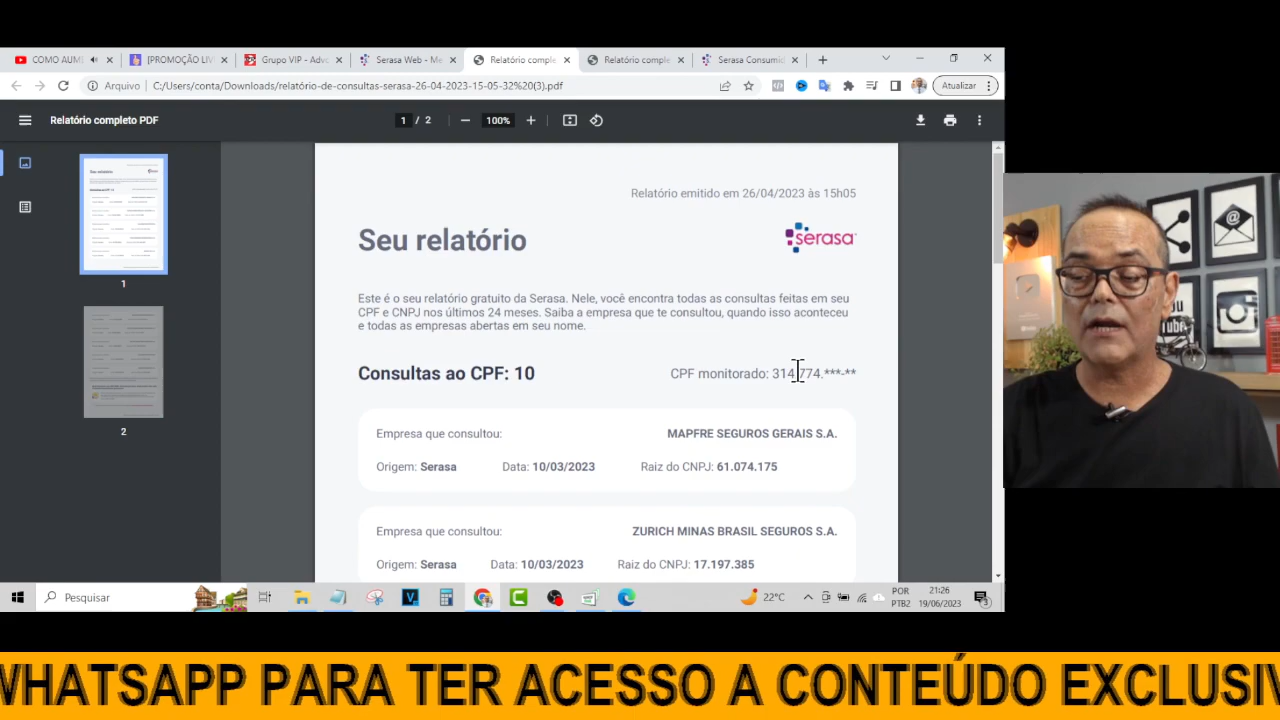 COMO AUM
[PROMOÇÃO LIV
Grupo VIP - Advo
Serasa Web - Me
Relatório comple
Relatório comple
Serasa Consumid
Arquivo
C:/Users/conta/Downloads/relatório-de-consultas-serasa-26-04-2023-15-05-32%20(3).pdf
Atualizar
Relatório completo PDF
1 / 2
100%
1
2
Relatório emitido em 26/04/2023 às 15h05
Seu relatório
serasa
Este é o seu relatório gratuito da Serasa. Nele, você encontra todas as consultas feitas em seu
CPF e CNPJ nos últimos 24 meses. Saiba a empresa que te consultou, quando isso aconteceu
e todas as empresas abertas em seu nome.
Consultas ao CPF: 10
CPF monitorado: 314.774.***-**
Empresa que consultou:
MAPFRE SEGUROS GERAIS S.A.
Origem: Serasa
Data: 10/03/2023
Raiz do CNPJ: 61.074.175
Empresa que consultou:
ZURICH MINAS BRASIL SEGUROS S.A.
Origem: Serasa
Data: 10/03/2023
Raiz do CNPJ: 17.197.385
Pesquisar
22°C
POR
PTB2
21:26
19/06/2023
3
You
WHATSAPP PARA TER ACESSO A CONTEÚDO EXCLUSIV